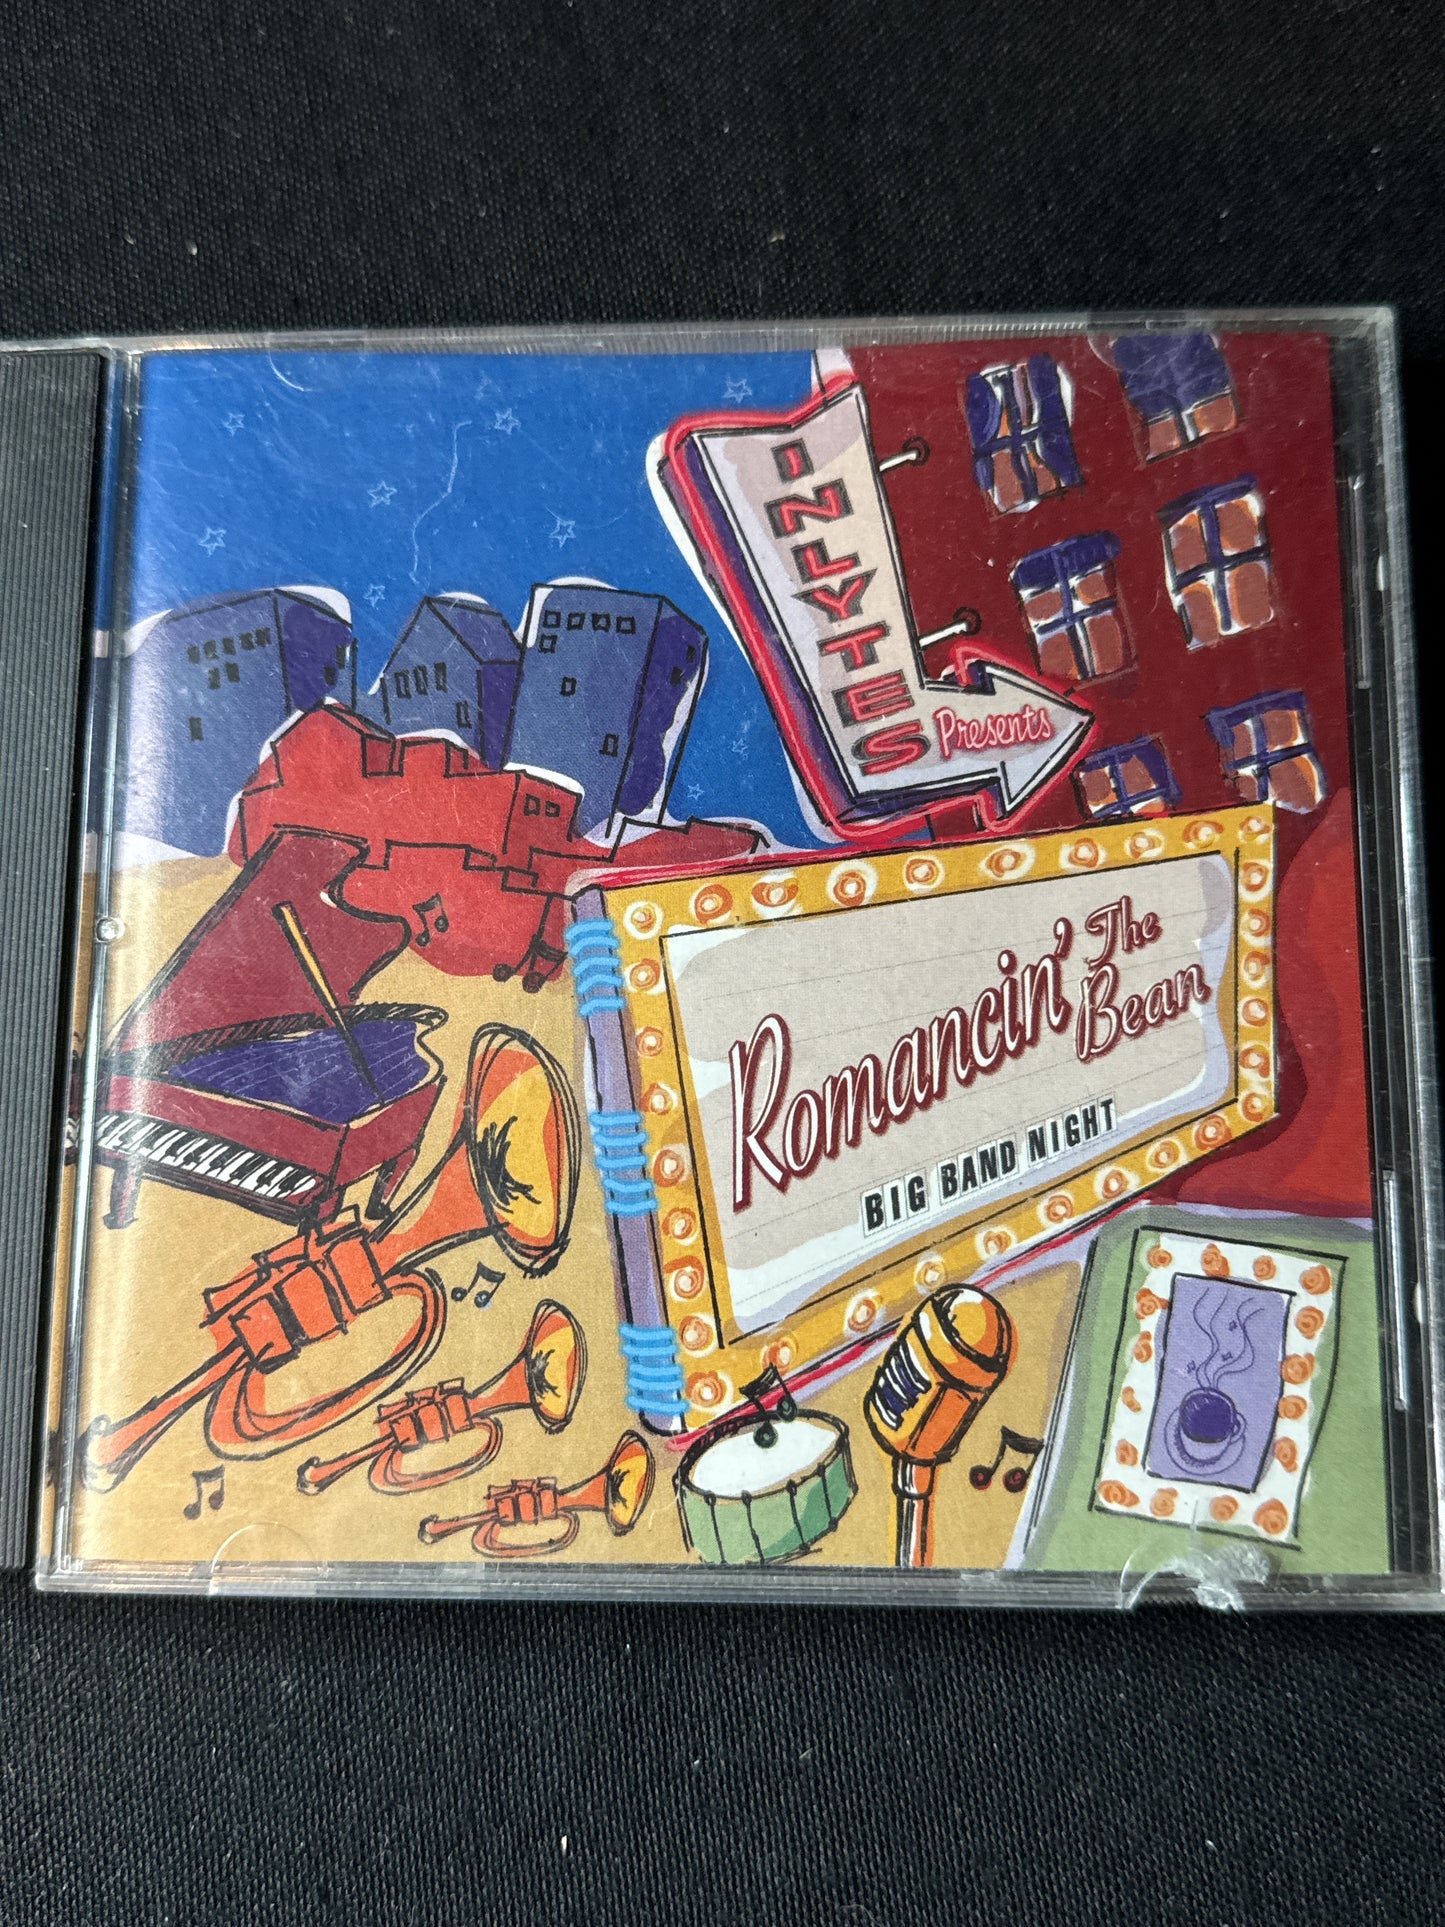 INLYTES
Presents
Romancin' The Bean
BIG BAND NIGHT